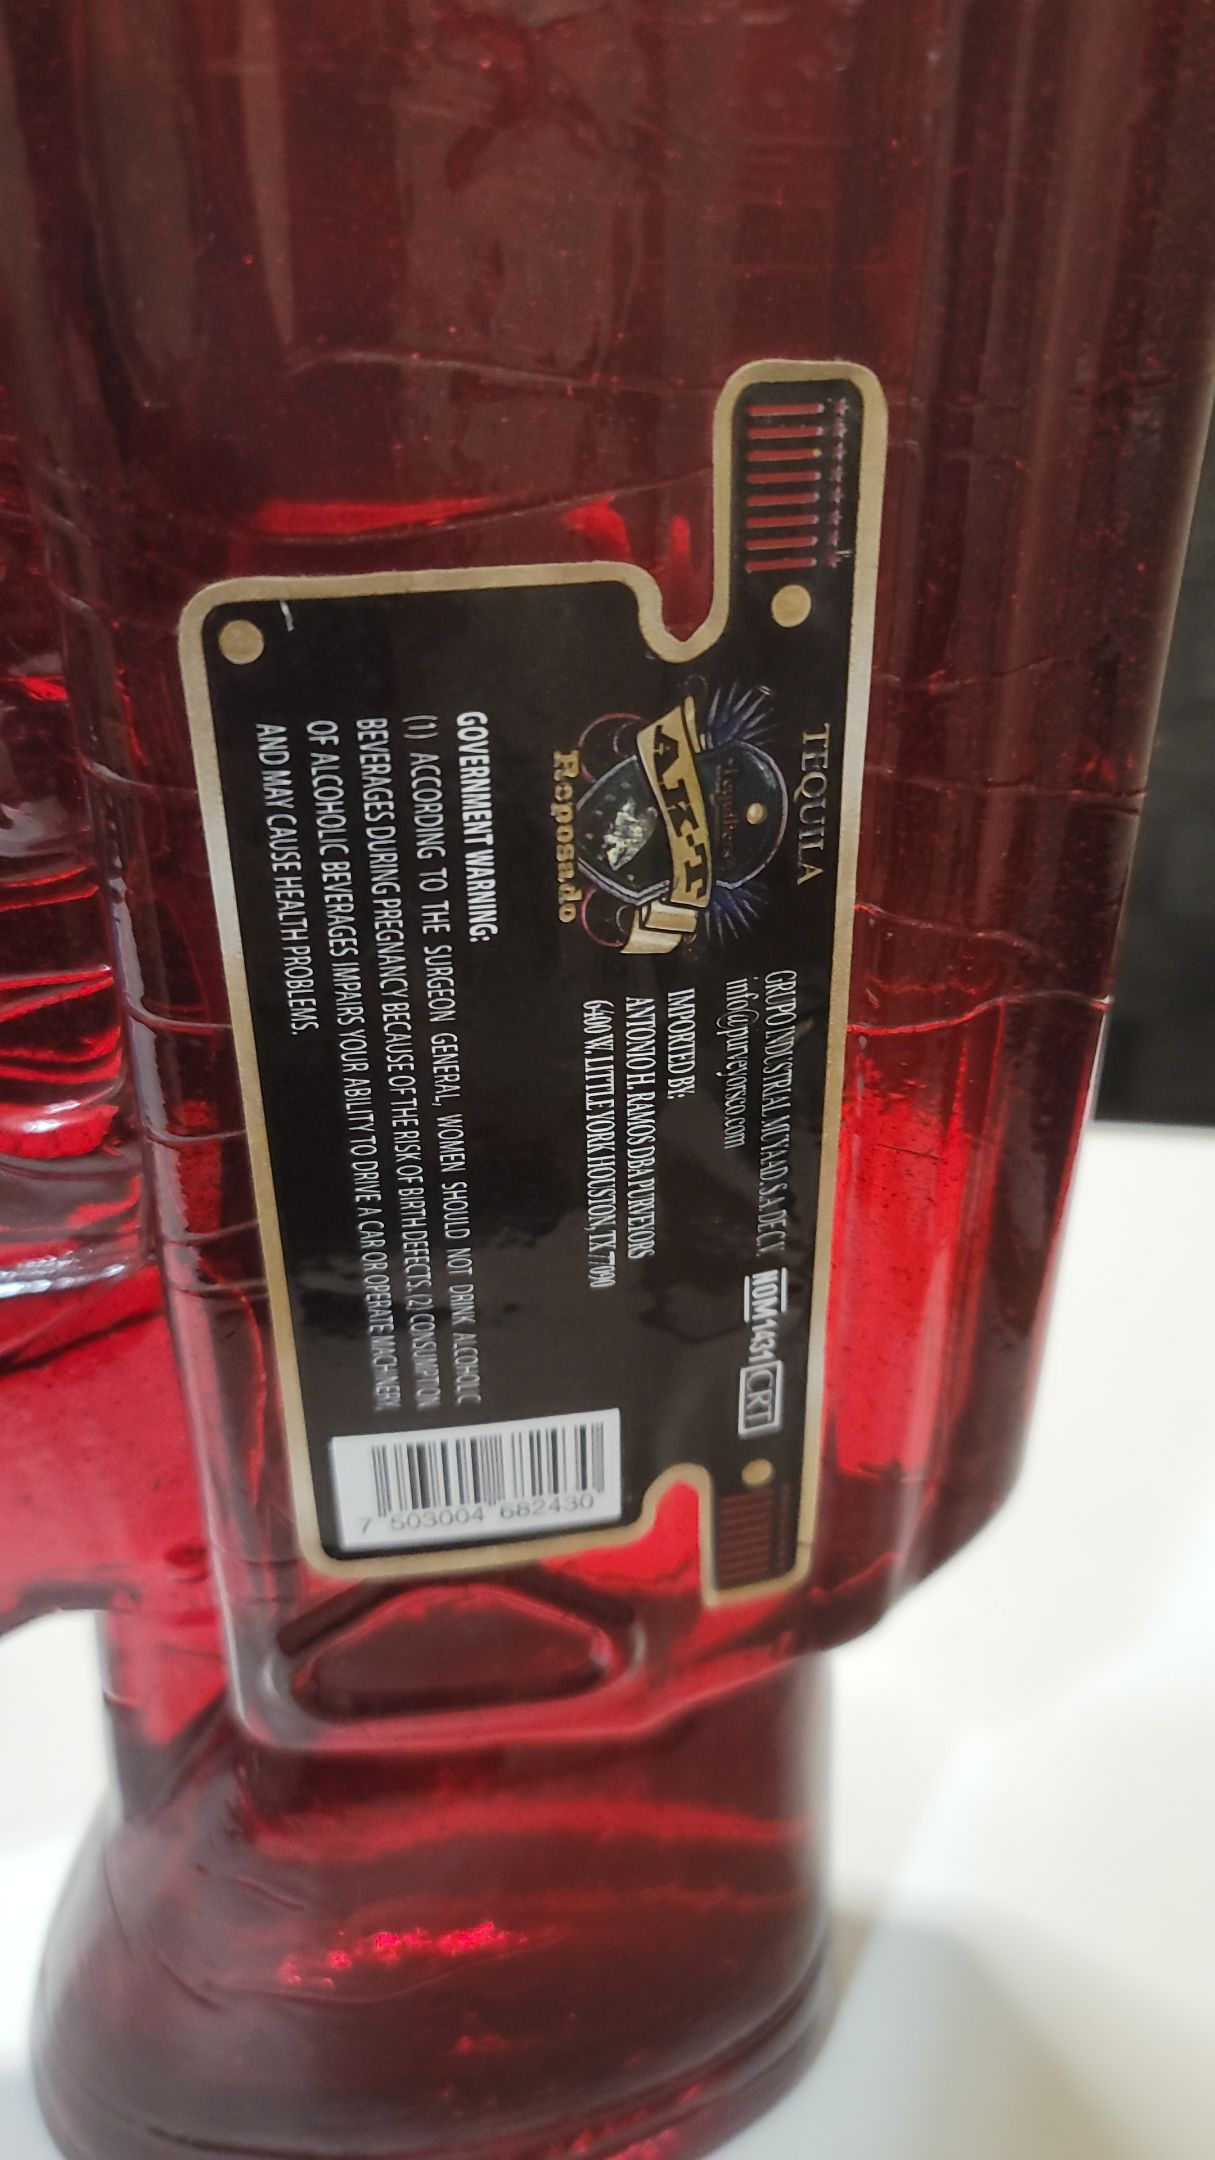 TEQUILA
Reposado
GRUPO INDUSTRIAL MUYAAD, S.A. DE C.V. NOM 1431 CRT
info@purveyorsco.com
IMPORTED BY:
ANTONIO H. RAMOS DBA PURVEYORS
6400 W. LITTLE YORK HOUSTON, TX 77090
GOVERNMENT WARNING:
(1) ACCORDING TO THE SURGEON GENERAL, WOMEN SHOULD NOT DRINK ALCOHOLIC
BEVERAGES DURING PREGNANCY BECAUSE OF THE RISK OF BIRTH DEFECTS. (2) CONSUMPTION
OF ALCOHOLIC BEVERAGES IMPAIRS YOUR ABILITY TO DRIVE A CAR OR OPERATE MACHINERY,
AND MAY CAUSE HEALTH PROBLEMS.
7 503004 682430